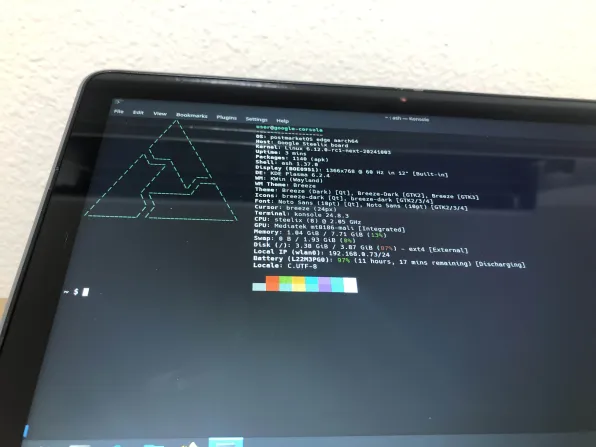 File Edit View Bookmarks Plugins Settings Help
~ : ash — Konsole
user@google-console
OS: postmarketOS edge aarch64
Host: Google Steelix board
Kernel: Linux 6.12.0-rc1-next-20241003
Uptime: 3 mins
Packages: 1140 (apk)
Shell: ash 1.37.0
Display (BOE0B51): 1366x768 @ 60 Hz in 12" [Built-in]
DE: KDE Plasma 6.2.4
WM: KWin (Wayland)
WM Theme: Breeze
Theme: Breeze (Dark) [Qt], Breeze-Dark [GTK2], Breeze [GTK3]
Icons: breeze-dark [Qt], breeze-dark [GTK2/3/4]
Font: Noto Sans (10pt) [Qt], Noto Sans (10pt) [GTK2/3/4]
Cursor: breeze (24px)
Terminal: konsole 24.8.3
CPU: steelix (8) @ 2.05 GHz
GPU: Mediatek mt8186-mali [Integrated]
Memory: 1.04 GiB / 7.71 GiB (13%)
Swap: 0 B / 1.93 GiB (0%)
Disk (/): 3.38 GiB / 3.87 GiB (87%) - ext4 [External]
Local IP (wlan0): 192.168.0.73/24
Battery (L22M3PG0): 97% (11 hours, 17 mins remaining) [Discharging]
Locale: C.UTF-8
~ $